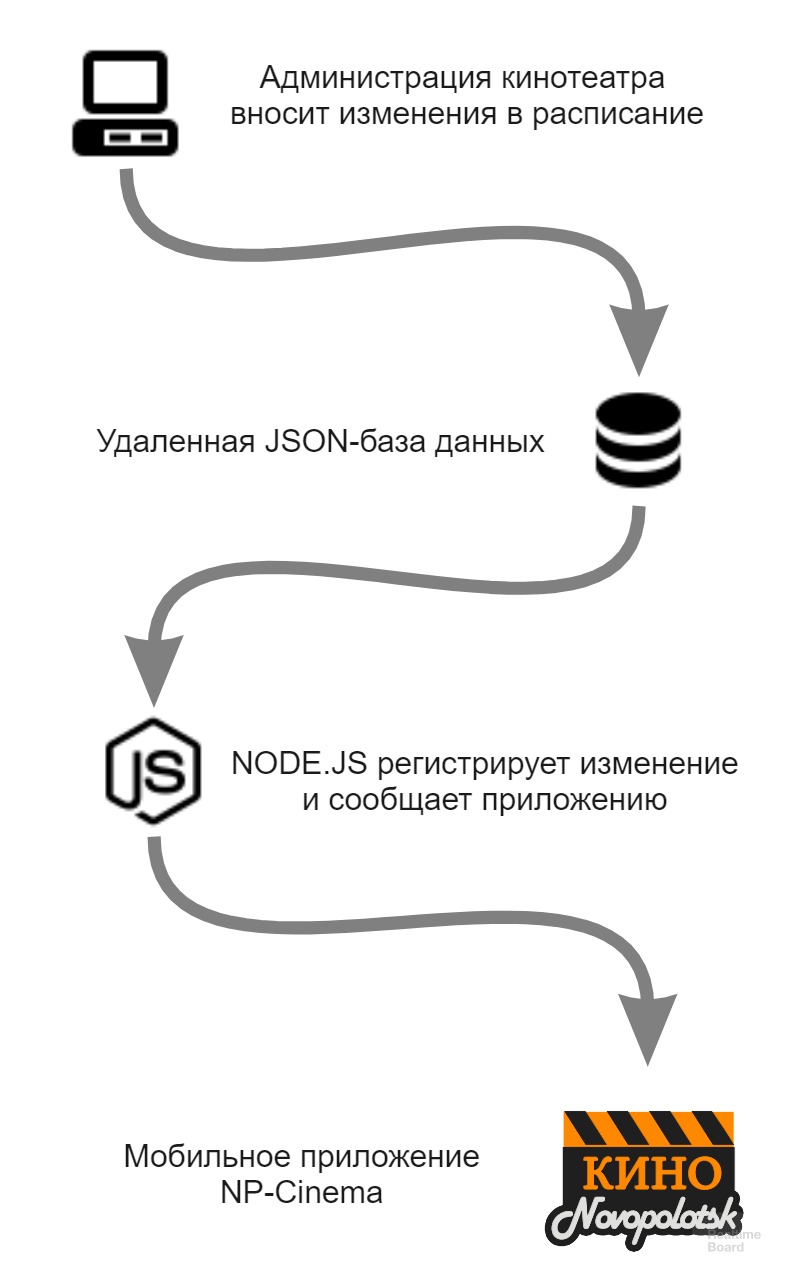 Администрация кинотеатра
вносит изменения в расписание
Удаленная JSON-база данных
JS
NODE.JS регистрирует изменение
и сообщает приложению
Мобильное приложение
NP-Cinema
КИНО
Novopolotsk
Realtime
Board